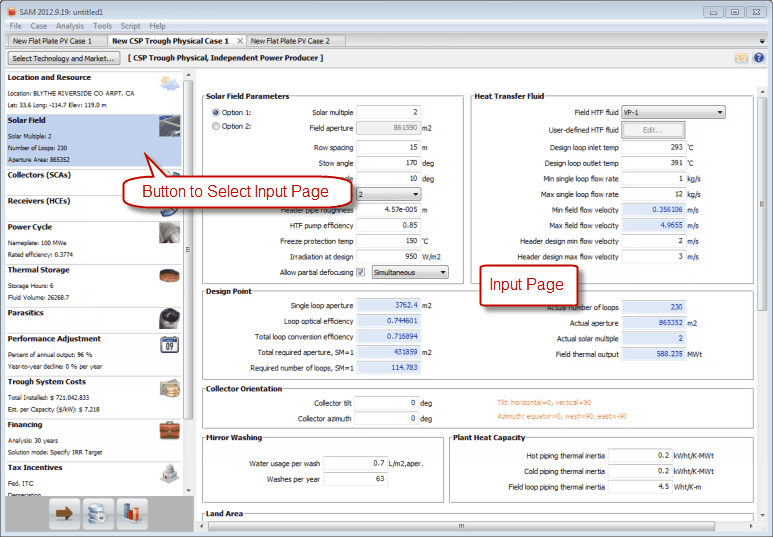 SAM 2012.9.19: untitled1
File Case Analysis Tools Script Help
New Flat Plate PV Case 1 New CSP Trough Physical Case 1 New Flat Plate PV Case 2
Select Technology and Market... [ CSP Trough Physical, Independent Power Producer ]
Location and Resource
Location: BLYTHE RIVERSIDE CO ARPT, CA
Lat: 33.6 Long: -114.7 Elev: 119.0 m
Solar Field
Solar Multiple: 2
Number of Loops: 230
Aperture Area: 865352
Collectors (SCAs)
Receivers (HCEs)
Power Cycle
Nameplate: 100 MWe
Rated efficiency: 0.3774
Thermal Storage
Storage Hours: 6
Fluid Volume: 26268.7
Parasitics
Performance Adjustment
Percent of annual output: 96 %
Year-to-year decline: 0 % per year
09
Trough System Costs
Total Installed: $ 721,042.833
Est. per Capacity ($/kW): $ 7.218
Financing
Analysis: 30 years
Solution mode: Specify IRR Target
Tax Incentives
Fed. ITC
Depreciation
Button to Select Input Page
Solar Field Parameters
Option 1: Solar multiple 2
Option 2: Field aperture 861590 m2
Row spacing 15 m
Stow angle 170 deg
10 deg
2
Header pipe roughness 4.57e-005 m
HTF pump efficiency 0.85
Freeze protection temp 150 °C
Irradiation at design 950 W/m2
Allow partial defocusing Simultaneous
Heat Transfer Fluid
Field HTF fluid VP-1
User-defined HTF fluid Edit...
Design loop inlet temp 293 °C
Design loop outlet temp 391 °C
Min single loop flow rate 1 kg/s
Max single loop flow rate 12 kg/s
Min field flow velocity 0.356106 m/s
Max field flow velocity 4.9655 m/s
Header design min flow velocity 2 m/s
Header design max flow velocity 3 m/s
Input Page
Design Point
Single loop aperture 3762.4 m2
Loop optical efficiency 0.744601
Total loop conversion efficiency 0.716894
Total required aperture, SM=1 431859 m2
Required number of loops, SM=1 114.783
Actual number of loops 230
Actual aperture 865352 m2
Actual solar multiple 2
Field thermal output 588.235 MWt
Collector Orientation
Collector tilt 0 deg
Collector azimuth 0 deg
Tilt: horizontal=0, vertical=90
Azimuth: equator=0, west=90, east=-90
Mirror Washing
Water usage per wash 0.7 L/m2,aper.
Washes per year 63
Plant Heat Capacity
Hot piping thermal inertia 0.2 kWht/K-MWt
Cold piping thermal inertia 0.2 kWht/K-MWt
Field loop piping thermal inertia 4.5 Wht/K-m
Land Area